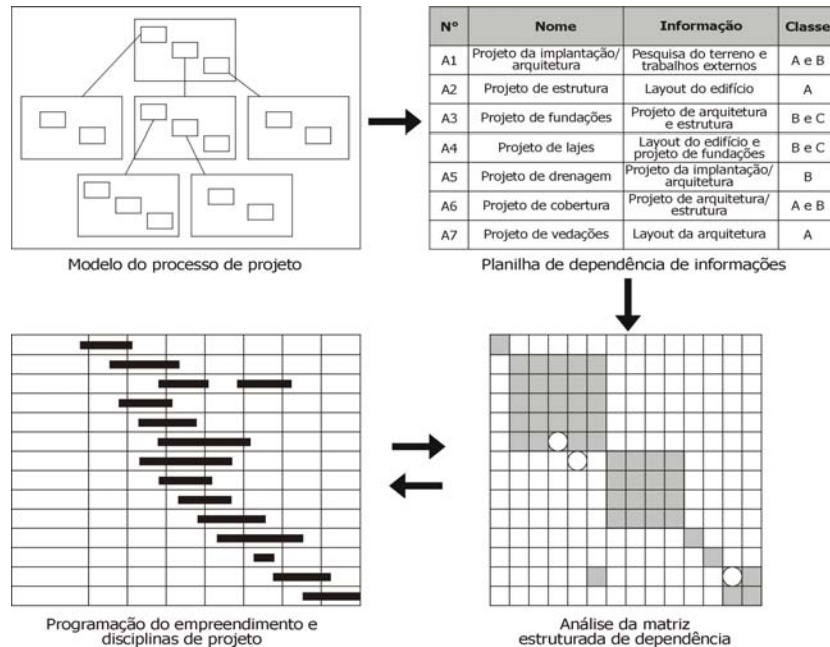 Nº Nome Informação Classe
A1 Projeto da implantação/ arquitetura Pesquisa do terreno e trabalhos externos A e B
A2 Projeto de estrutura Layout do edifício A
A3 Projeto de fundações Projeto de arquitetura e estrutura B e C
A4 Projeto de lajes Layout do edifício e projeto de fundações B e C
A5 Projeto de drenagem Projeto da implantação/ arquitetura B
A6 Projeto de cobertura Projeto de arquitetura/ estrutura A e B
A7 Projeto de vedações Layout da arquitetura A
Modelo do processo de projeto
Planilha de dependência de informações
Programação do empreendimento e
disciplinas de projeto
Análise da matriz
estruturada de dependência